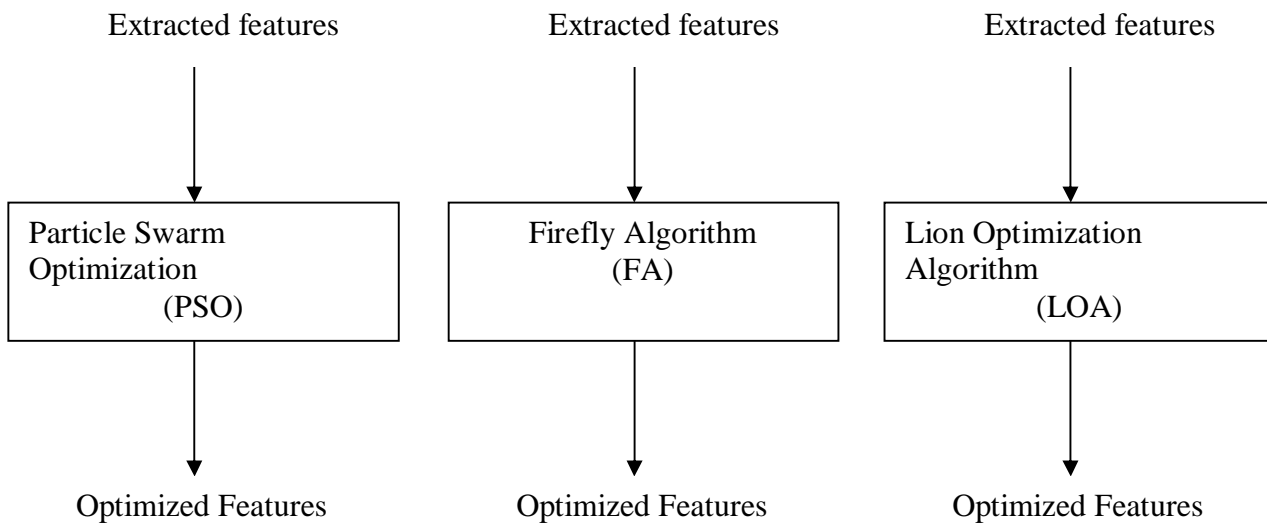 Extracted features
Extracted features
Extracted features
Particle Swarm
Optimization
(PSO)
Firefly Algorithm
(FA)
Lion Optimization
Algorithm
(LOA)
Optimized Features
Optimized Features
Optimized Features